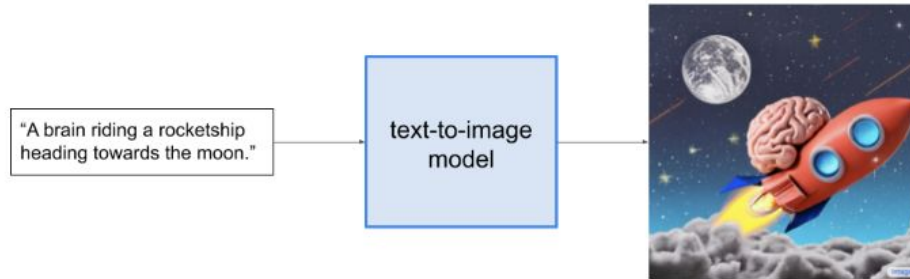 “A brain riding a rocketship
heading towards the moon.”
text-to-image
model